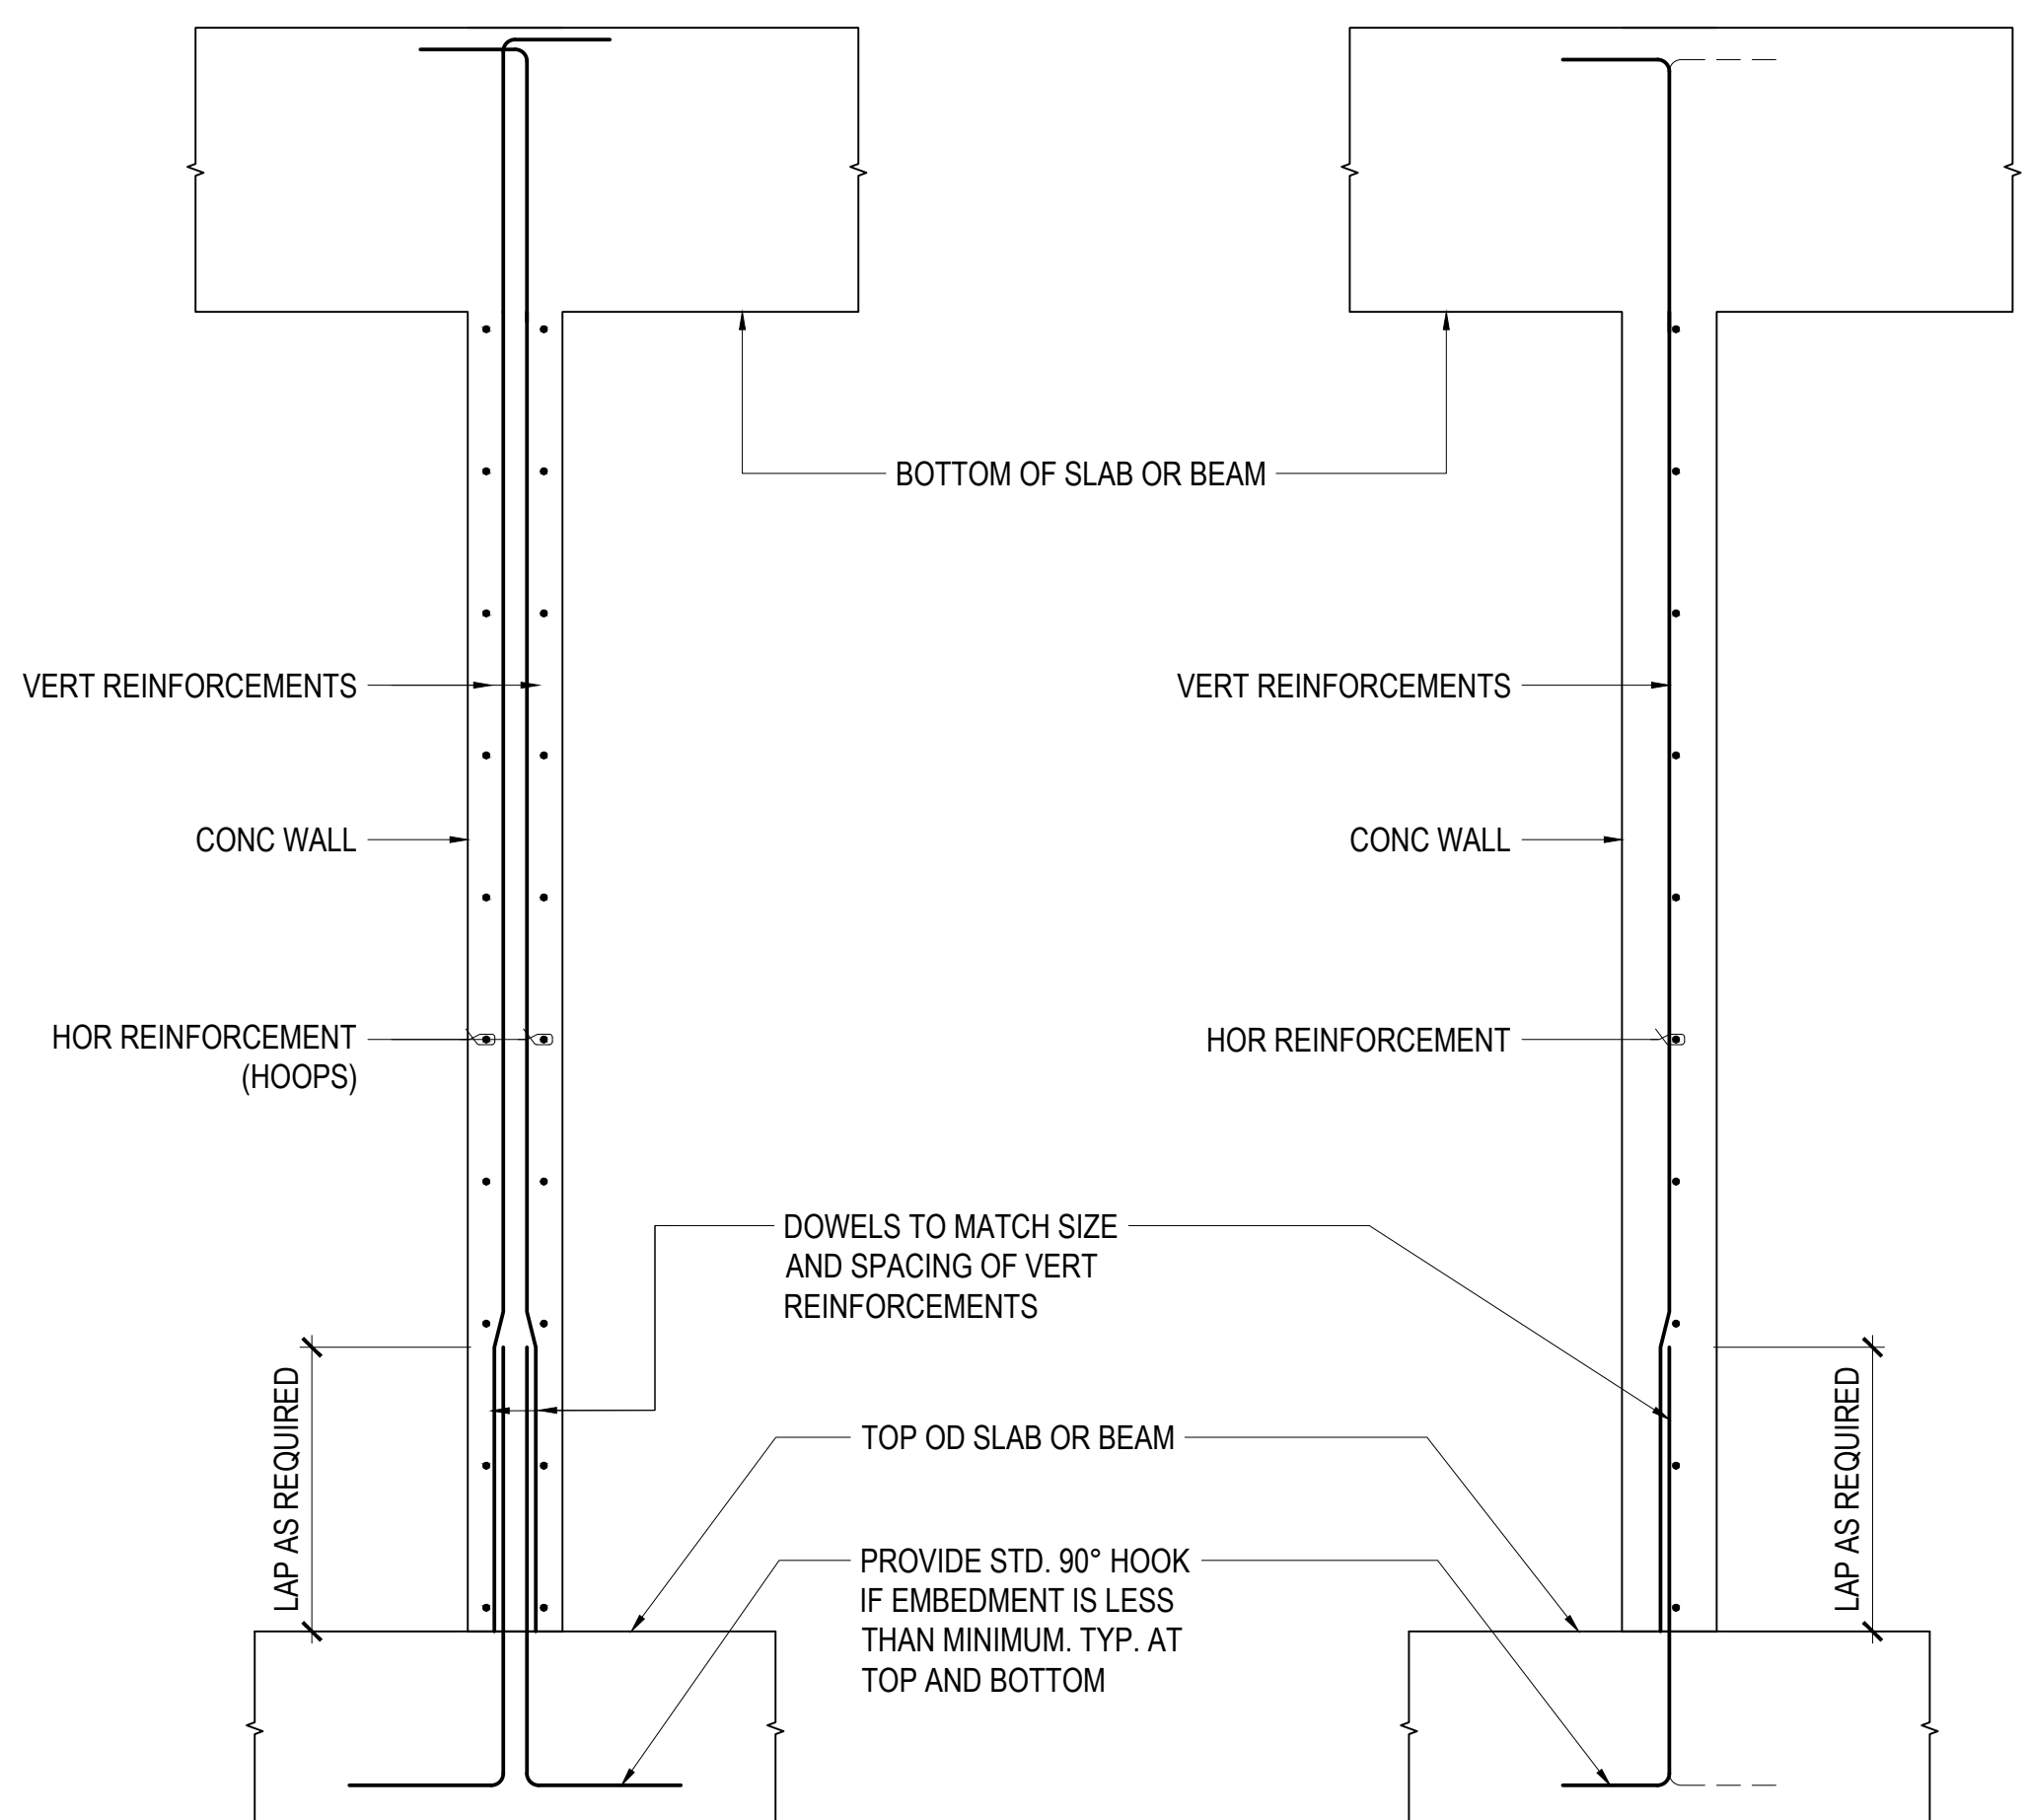 BOTTOM OF SLAB OR BEAM
VERT REINFORCEMENTS
VERT REINFORCEMENTS
CONC WALL
CONC WALL
HOR REINFORCEMENT
(HOOPS)
HOR REINFORCEMENT
DOWELS TO MATCH SIZE
AND SPACING OF VERT
REINFORCEMENTS
LAP AS REQUIRED
LAP AS REQUIRED
TOP OD SLAB OR BEAM
PROVIDE STD. 90° HOOK
IF EMBEDMENT IS LESS
THAN MINIMUM. TYP. AT
TOP AND BOTTOM